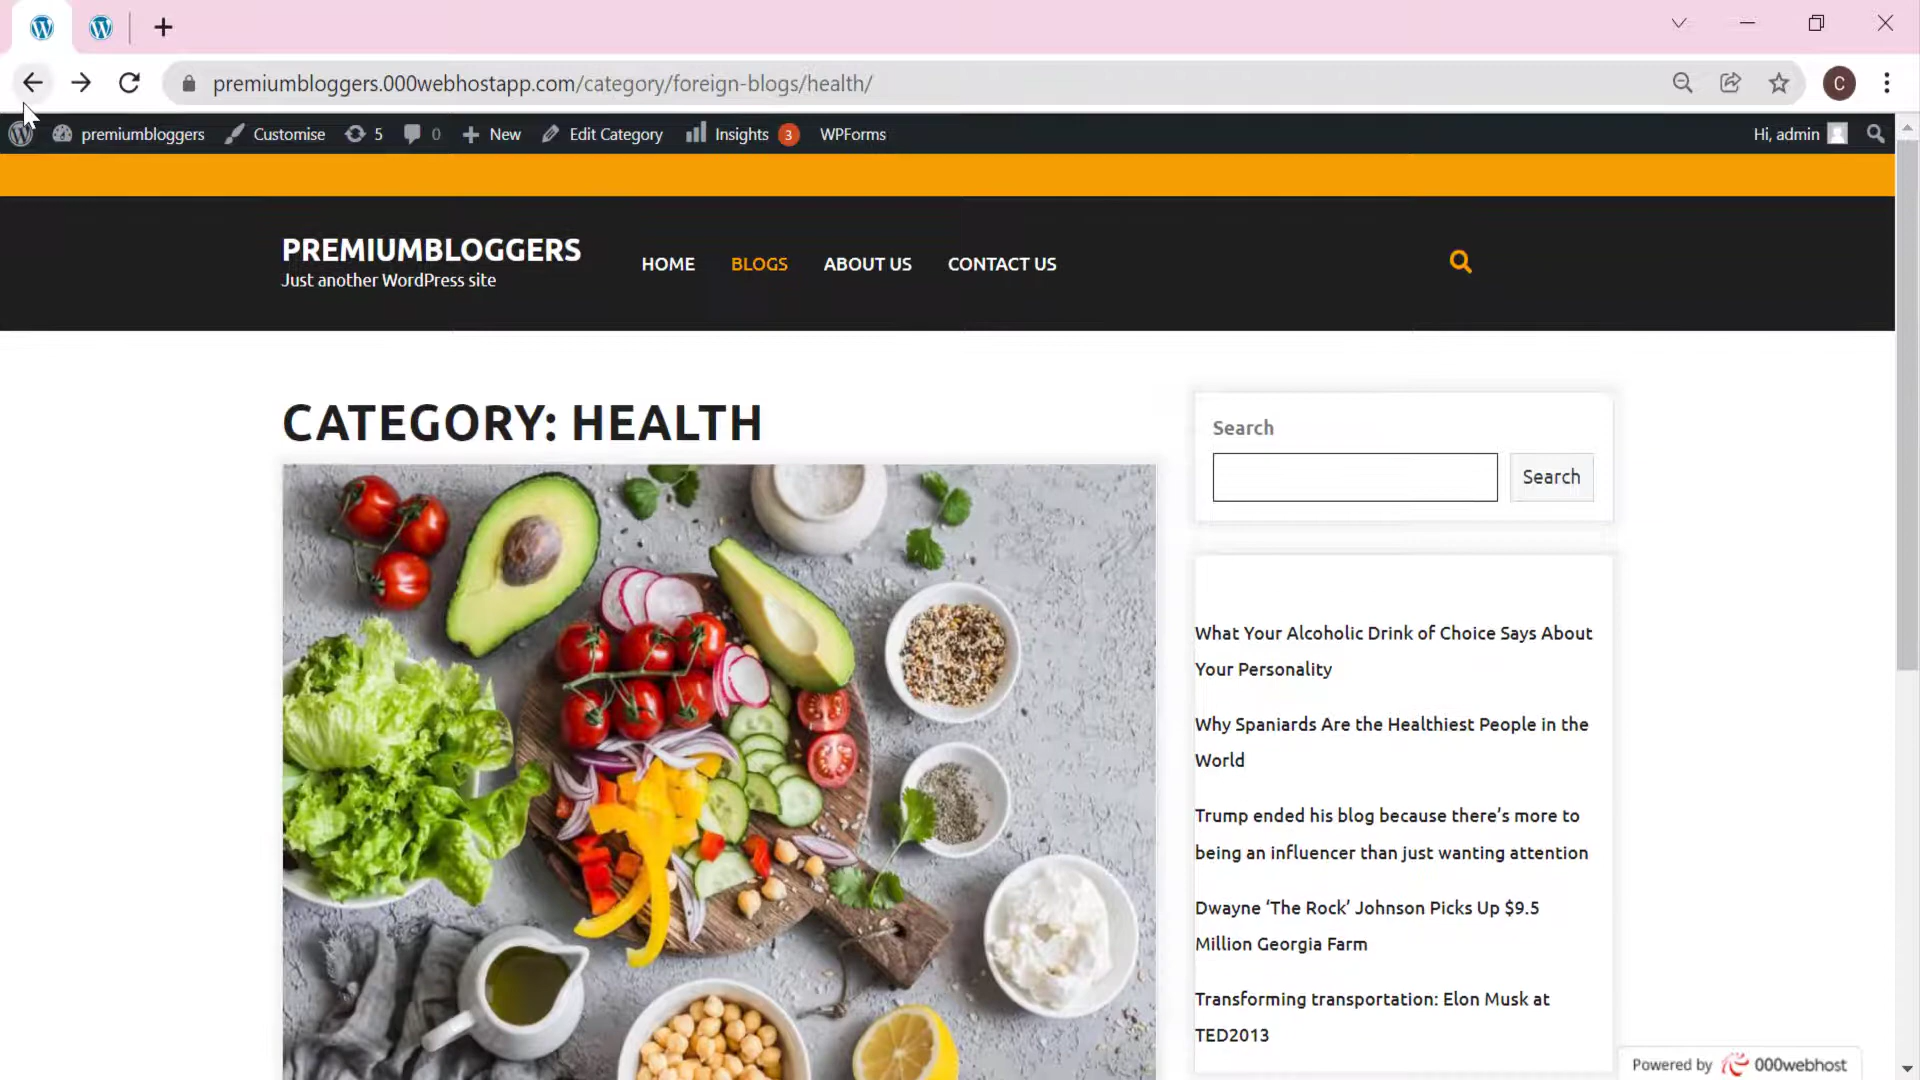 premiumbloggers.000webhostapp.com/category/foreign-blogs/health/
C
premiumbloggers Customise 5 0 New Edit Category Insights 3 WPForms Hi, admin
PREMIUMBLOGGERS
Just another WordPress site
HOME BLOGS ABOUT US CONTACT US
CATEGORY: HEALTH
Search
Search
What Your Alcoholic Drink of Choice Says About
Your Personality
Why Spaniards Are the Healthiest People in the
World
Trump ended his blog because there’s more to
being an influencer than just wanting attention
Dwayne ‘The Rock’ Johnson Picks Up $9.5
Million Georgia Farm
Transforming transportation: Elon Musk at
TED2013
Powered by 000webhost